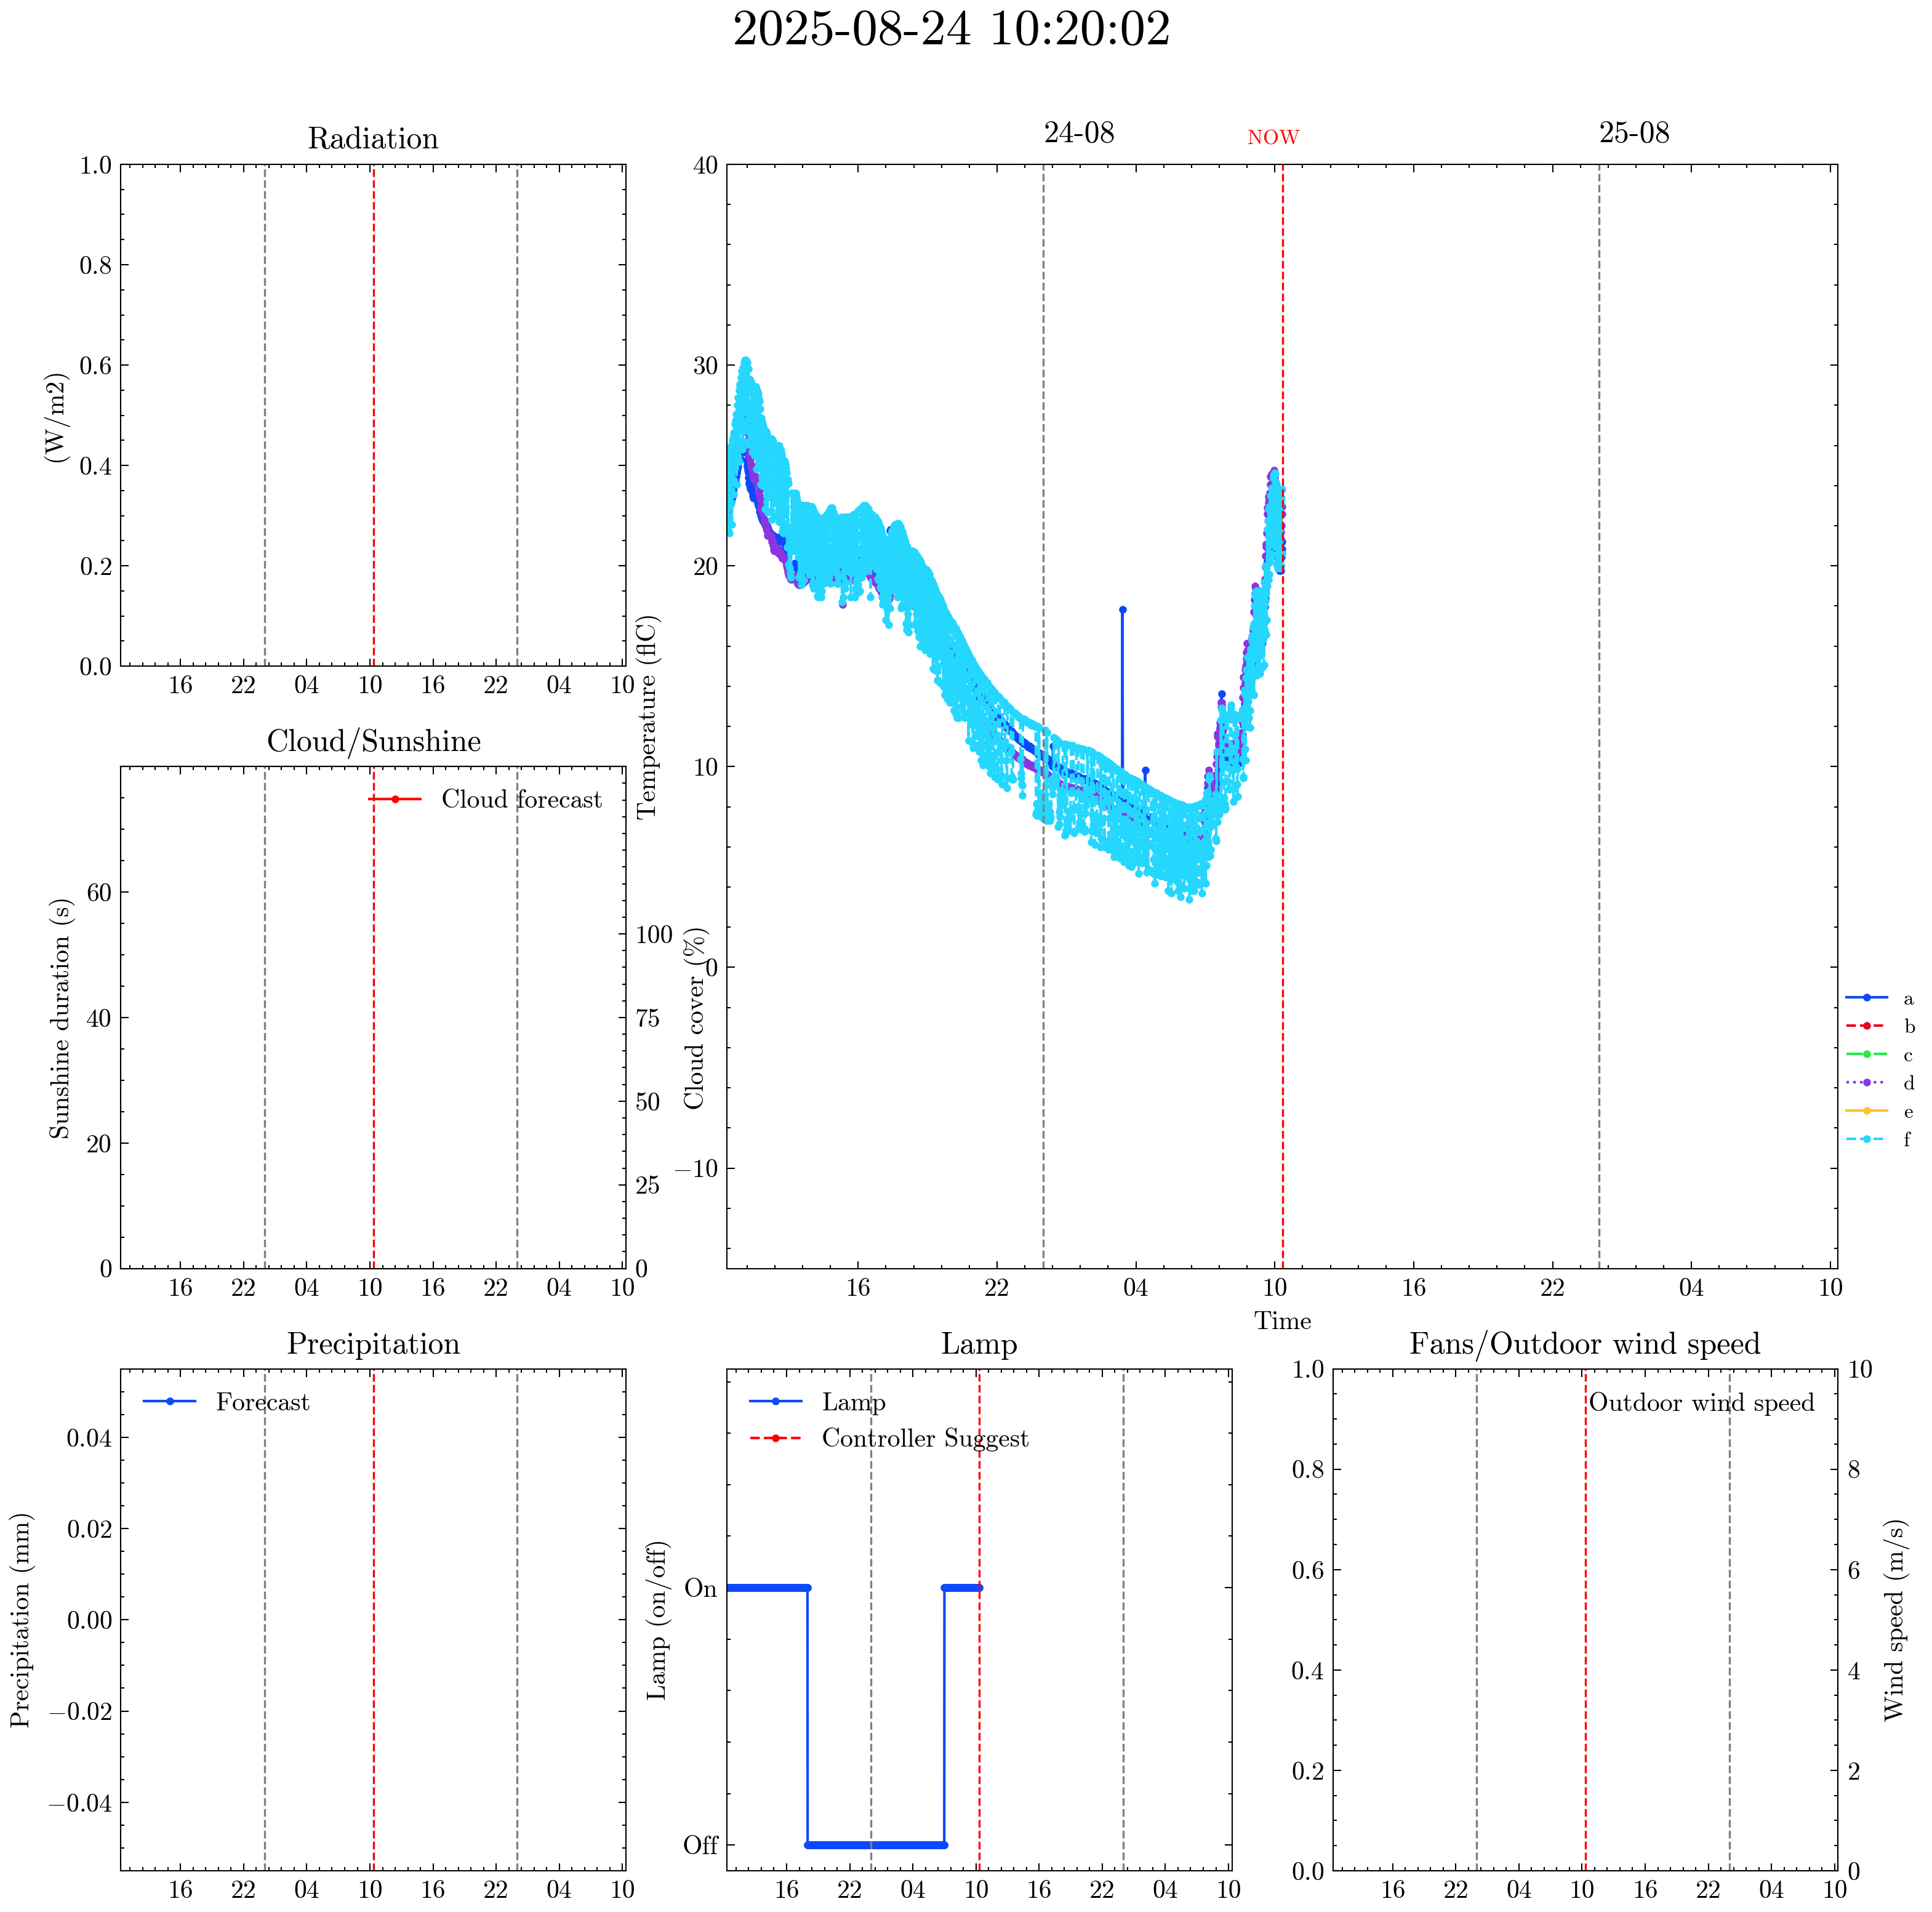 2025-08-24 10:20:02
Radiation
(W/m2)
1.0
0.8
0.6
0.4
0.2
0.0
16 22 04 10 16 22 04 10
24-08
NOW
25-08
Temperature (flC)
40
30
20
10
0
−10
16 22 04 10 16 22 04 10
Time
a
b
c
d
e
f
Cloud/Sunshine
Cloud forecast
Sunshine duration (s)
60
40
20
0
Cloud cover (%)
100
75
50
25
0
16 22 04 10 16 22 04 10
Precipitation
Forecast
Precipitation (mm)
0.04
0.02
0.00
−0.02
−0.04
16 22 04 10 16 22 04 10
Lamp
Lamp
Controller Suggest
Lamp (on/off)
On
Off
16 22 04 10 16 22 04 10
Fans/Outdoor wind speed
Outdoor wind speed
1.0
0.8
0.6
0.4
0.2
0.0
10
8
6
4
2
0
Wind speed (m/s)
16 22 04 10 16 22 04 10